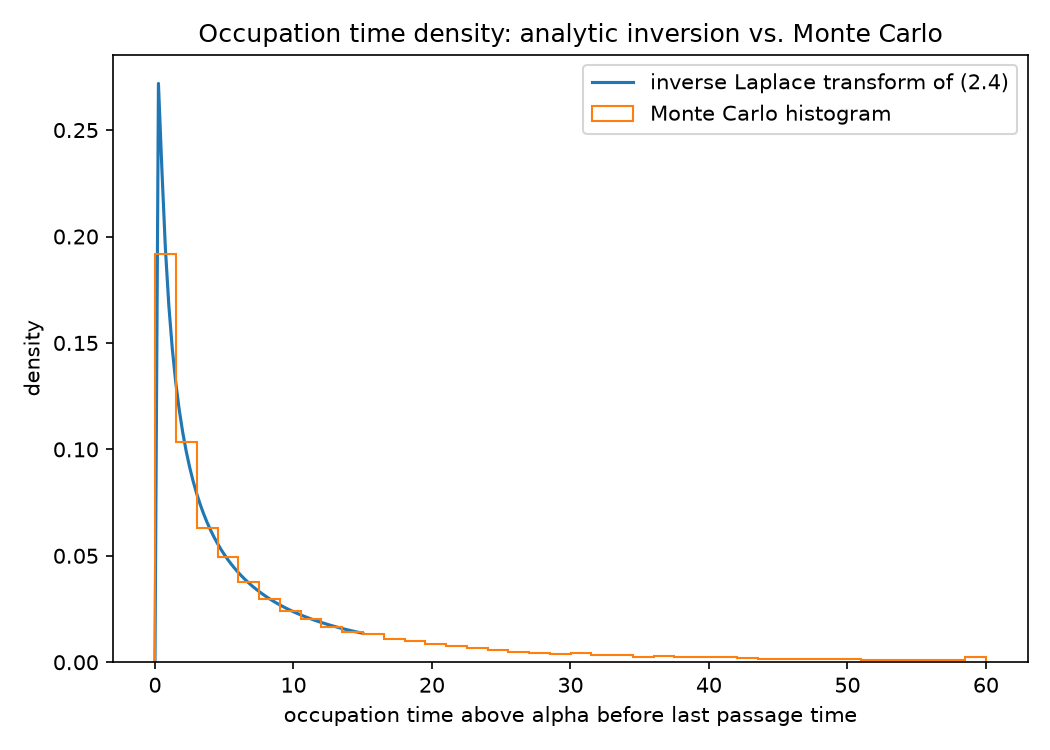 Occupation time density: analytic inversion vs. Monte Carlo
inverse Laplace transform of (2.4)
Monte Carlo histogram
density
0.25
0.20
0.15
0.10
0.05
0.00
0 10 20 30 40 50 60
occupation time above alpha before last passage time